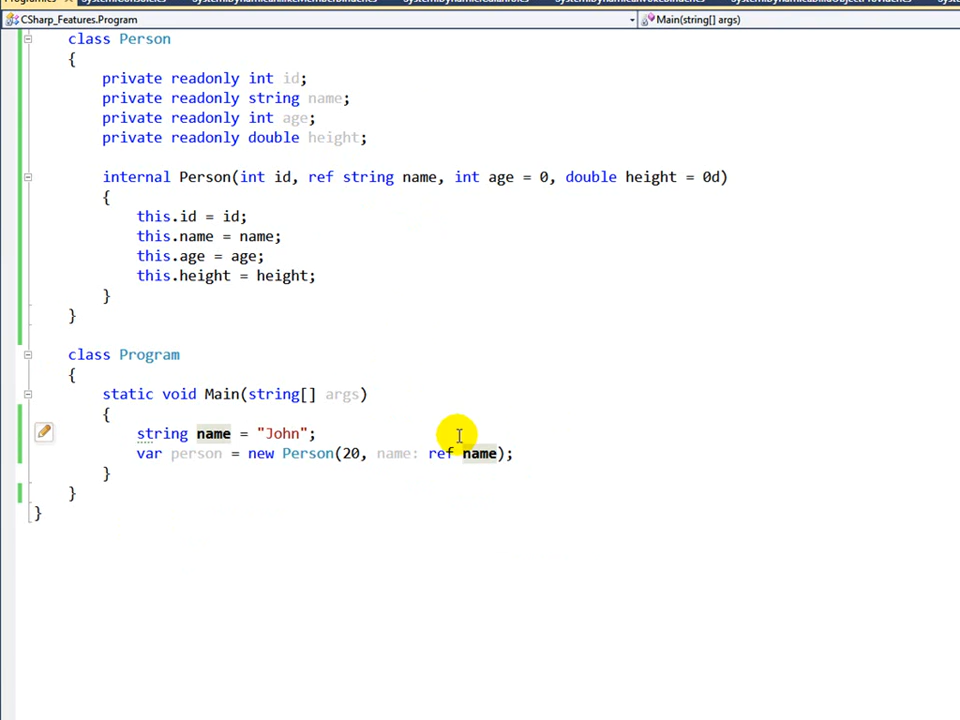 CSharp_Features.Program
Main(string[] args)
class Person
{
private readonly int id;
private readonly string name;
private readonly int age;
private readonly double height;
internal Person(int id, ref string name, int age = 0, double height = 0d)
{
this.id = id;
this.name = name;
this.age = age;
this.height = height;
}
}
class Program
{
static void Main(string[] args)
{
string name = "John";
var person = new Person(20, name: ref name);
}
}
}